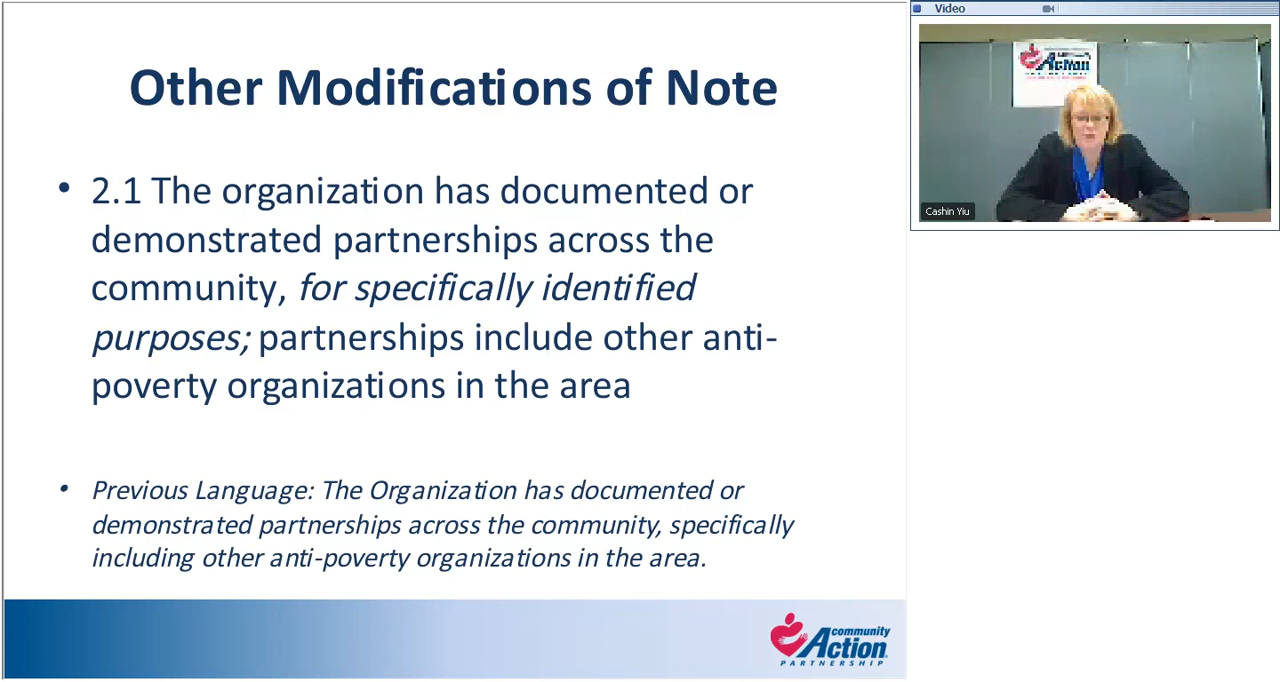 Other Modifications of Note
• 2.1 The organization has documented or
demonstrated partnerships across the
community, for specifically identified
purposes; partnerships include other anti-
poverty organizations in the area
• Previous Language: The Organization has documented or
demonstrated partnerships across the community, specifically
including other anti-poverty organizations in the area.
community
Action
PARTNERSHIP
Video
Action
Cashin Yiu